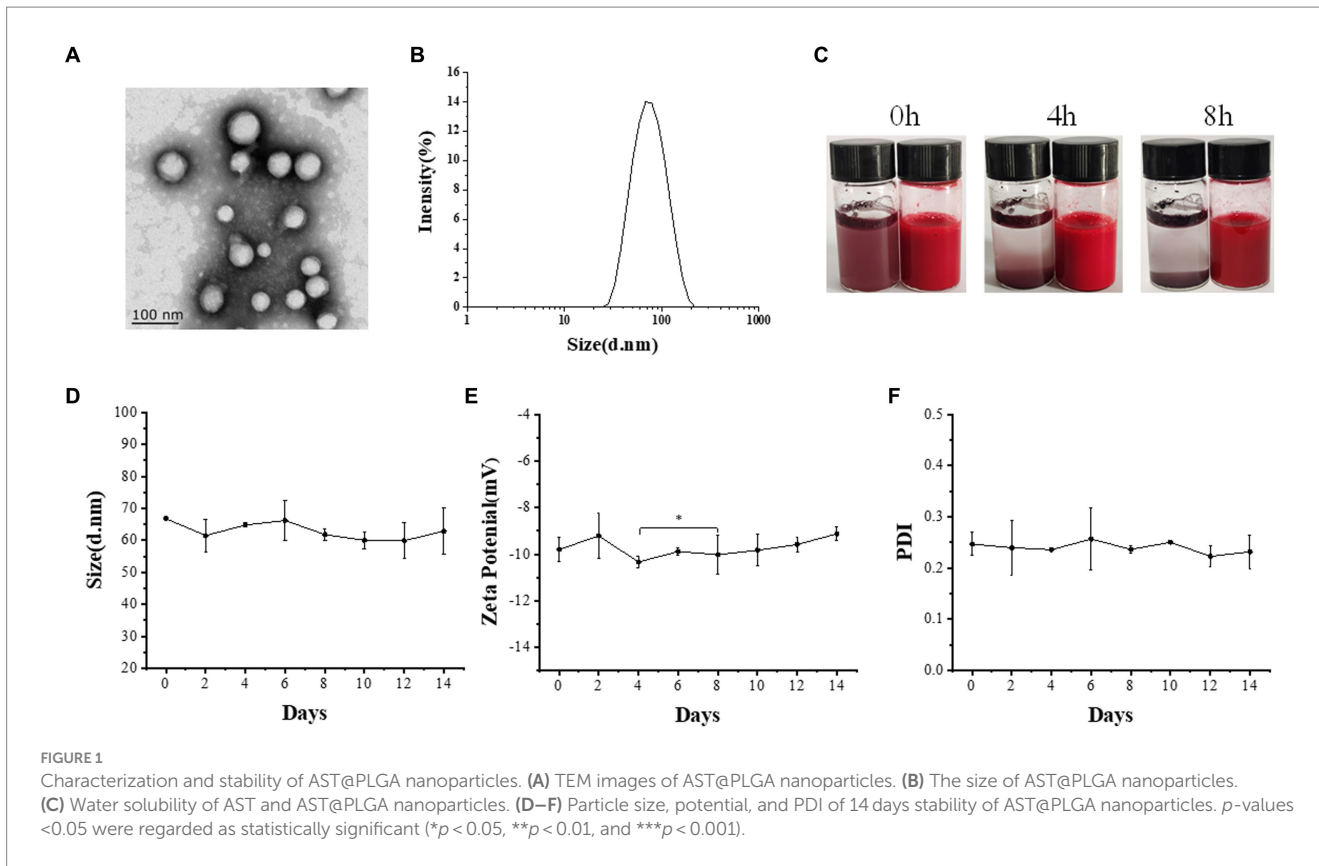 A
B
C
100 nm
16
14
12
10
8
6
4
2
0
Inensity(%)
1
10
100
1000
Size(d.nm)
0h
4h
8h
D
E
F
100
90
80
70
60
50
40
30
20
Size(d.nm)
0
2
4
6
8
10
12
14
Days
-4
-6
-8
-10
-12
-14
Zeta Potenial(mV)
*
0
2
4
6
8
10
12
14
Days
0.5
0.4
0.3
0.2
0.1
0.0
PDI
0
2
4
6
8
10
12
14
Days
FIGURE 1
Characterization and stability of AST@PLGA nanoparticles. (A) TEM images of AST@PLGA nanoparticles. (B) The size of AST@PLGA nanoparticles.
(C) Water solubility of AST and AST@PLGA nanoparticles. (D–F) Particle size, potential, and PDI of 14 days stability of AST@PLGA nanoparticles. p-values
<0.05 were regarded as statistically significant (*p < 0.05, **p < 0.01, and ***p < 0.001).